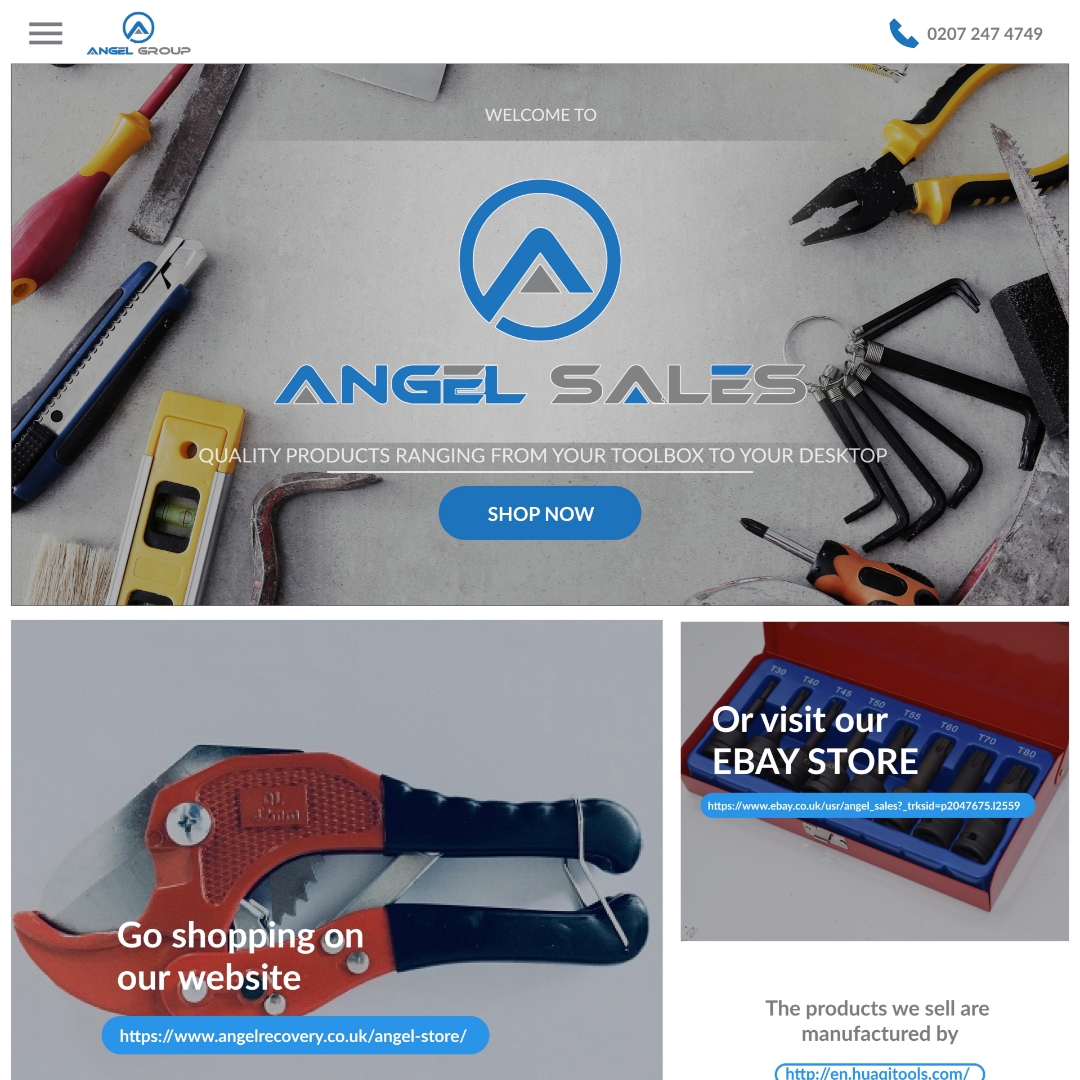 ANGEL GROUP
0207 247 4749
WELCOME TO
ANGEL SALES
QUALITY PRODUCTS RANGING FROM YOUR TOOLBOX TO YOUR DESKTOP
SHOP NOW
Go shopping on
our website
https://www.angelrecovery.co.uk/angel-store/
T30
T40
T45
T50
T55
T60
T70
T80
Or visit our
EBAY STORE
https://www.ebay.co.uk/usr/angel_sales?_trksid=p2047675.l2559
The products we sell are
manufactured by
http://en.huaqitools.com/